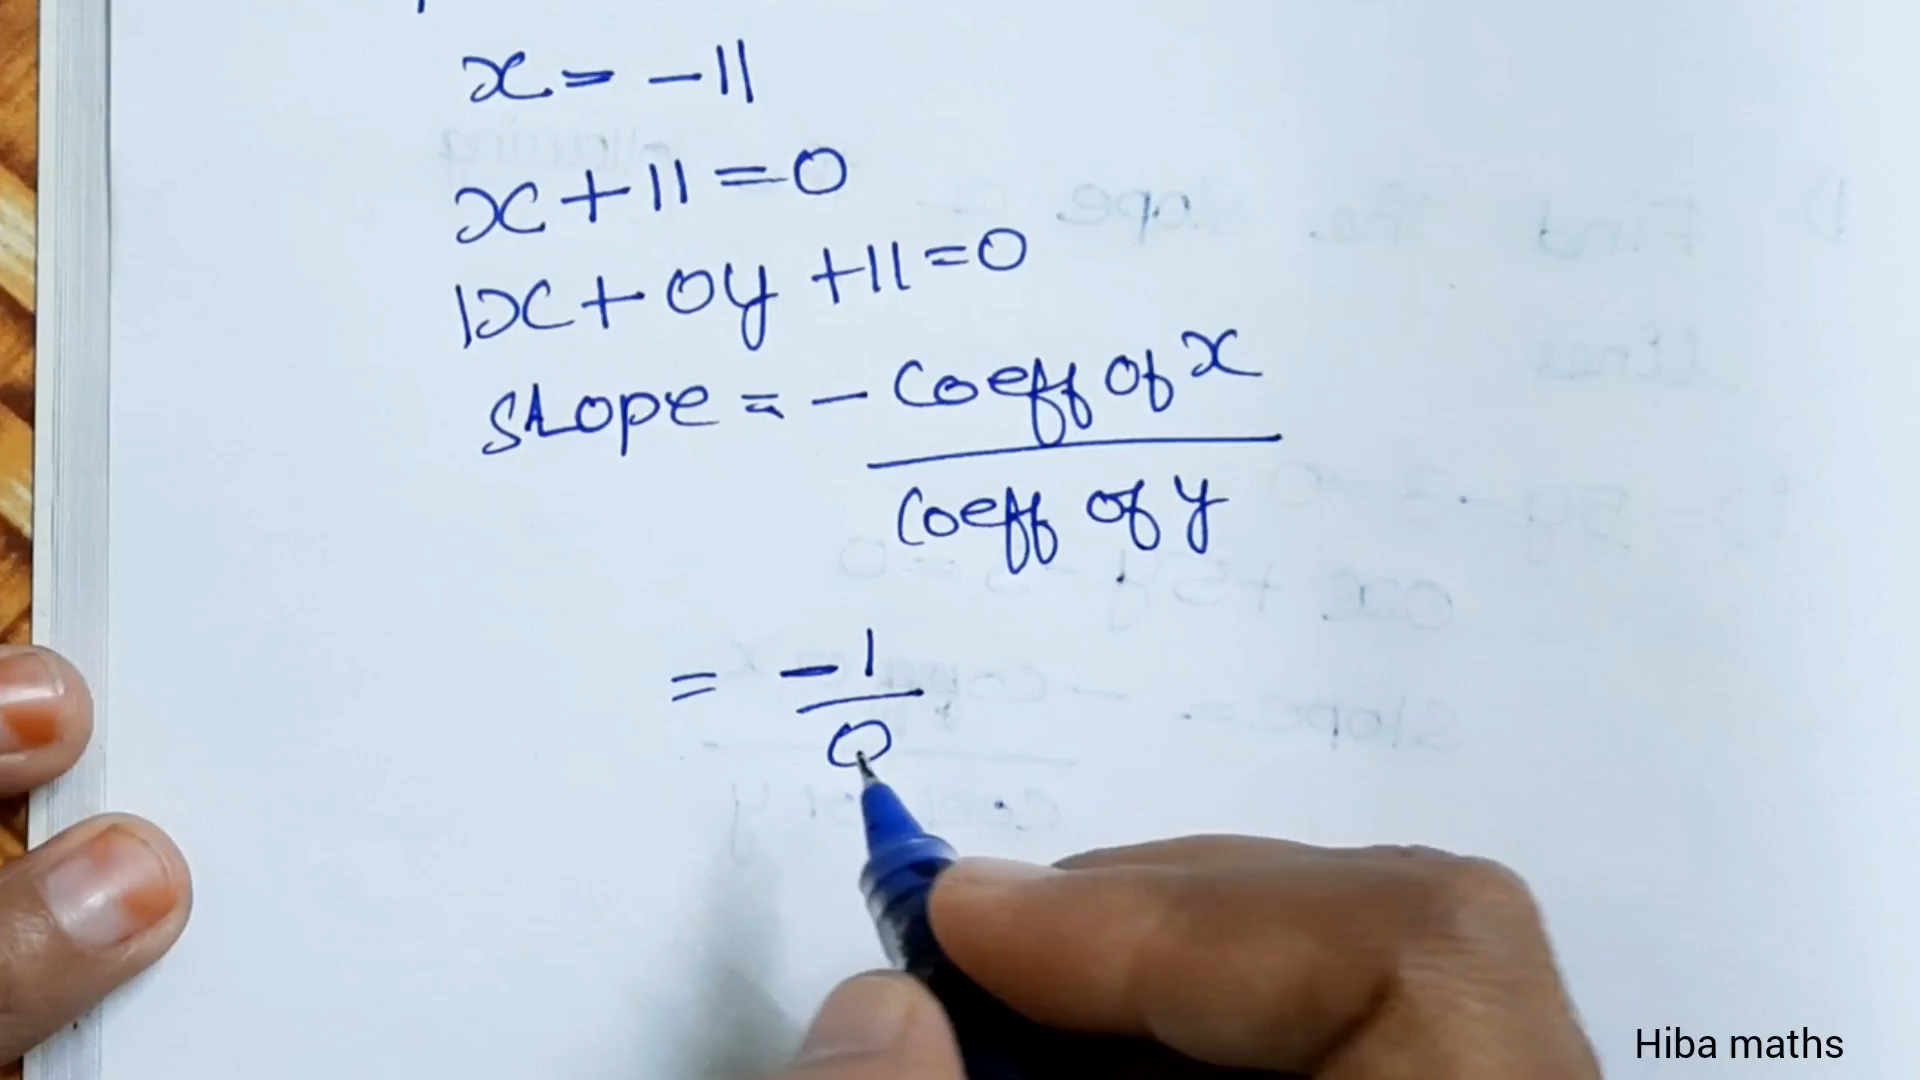 x = -11
x + 11 = 0
1x + 0y + 11 = 0
slope = - coeff of x
coeff of y
= -1
0
Hiba maths